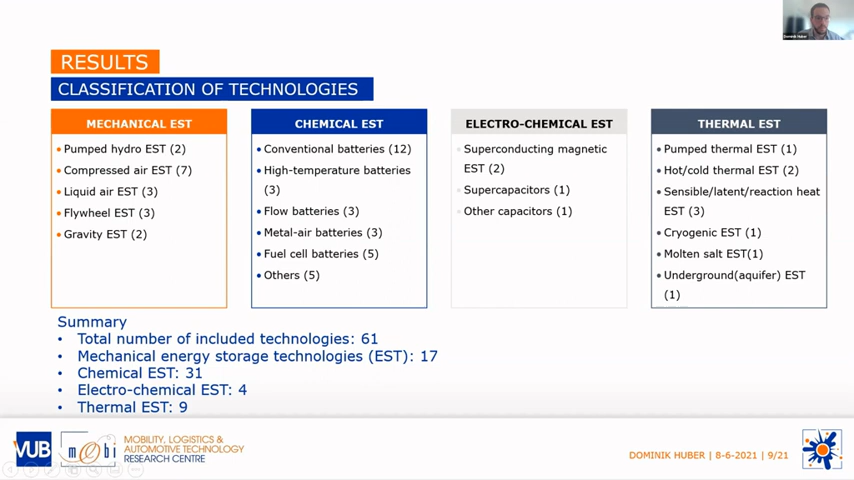 Dominik Huber
RESULTS
CLASSIFICATION OF TECHNOLOGIES
MECHANICAL EST
Pumped hydro EST (2)
Compressed air EST (7)
Liquid air EST (3)
Flywheel EST (3)
Gravity EST (2)
CHEMICAL EST
Conventional batteries (12)
High-temperature batteries
(3)
Flow batteries (3)
Metal-air batteries (3)
Fuel cell batteries (5)
Others (5)
ELECTRO-CHEMICAL EST
Superconducting magnetic
EST (2)
Supercapacitors (1)
Other capacitors (1)
THERMAL EST
Pumped thermal EST (1)
Hot/cold thermal EST (2)
Sensible/latent/reaction heat
EST (3)
Cryogenic EST (1)
Molten salt EST(1)
Underground(aquifer) EST
(1)
Summary
• Total number of included technologies: 61
• Mechanical energy storage technologies (EST): 17
• Chemical EST: 31
• Electro-chemical EST: 4
• Thermal EST: 9
VUB
mobi
MOBILITY, LOGISTICS &
AUTOMOTIVE TECHNOLOGY
RESEARCH CENTRE
DOMINIK HUBER | 8-6-2021 | 9/21